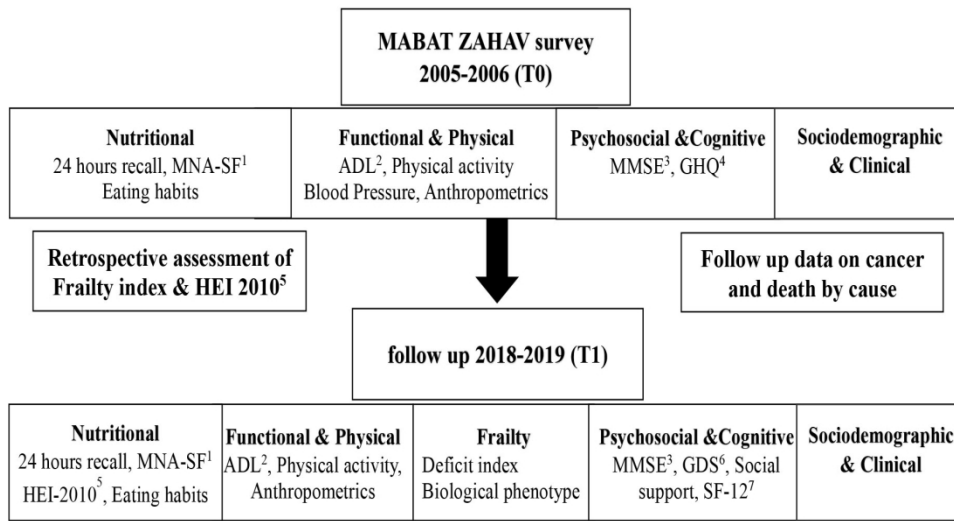 MABAT ZAHAV survey
2005-2006 (T0)
Nutritional
24 hours recall, MNA-SF¹
Eating habits
Functional & Physical
ADL², Physical activity
Blood Pressure, Anthropometrics
Psychosocial &Cognitive
MMSE³, GHQ⁴
Sociodemographic
& Clinical
Retrospective assessment of
Frailty index & HEI 2010⁵
Follow up data on cancer
and death by cause
follow up 2018-2019 (T1)
Nutritional
24 hours recall, MNA-SF¹
HEI-2010⁵, Eating habits
Functional & Physical
ADL², Physical activity,
Anthropometrics
Frailty
Deficit index
Biological phenotype
Psychosocial &Cognitive
MMSE³, GDS⁶, Social
support, SF-12⁷
Sociodemographic
& Clinical